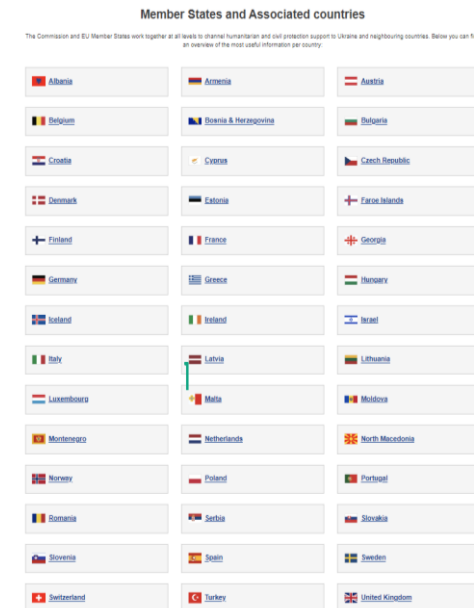 Member States and Associated countries
The Commission and EU Member States work together at all levels to channel humanitarian and civil protection support to Ukraine and neighbouring countries. Below you can fi
an overview of the most useful information per country.
Albania Armenia Austria
Belgium Bosnia & Herzegovina Bulgaria
Croatia Cyprus Czech Republic
Denmark Estonia Faroe Islands
Finland France Georgia
Germany Greece Hungary
Iceland Ireland Israel
Italy Latvia Lithuania
Luxembourg Malta Moldova
Montenegro Netherlands North Macedonia
Norway Poland Portugal
Romania Serbia Slovakia
Slovenia Spain Sweden
Switzerland Turkey United Kingdom